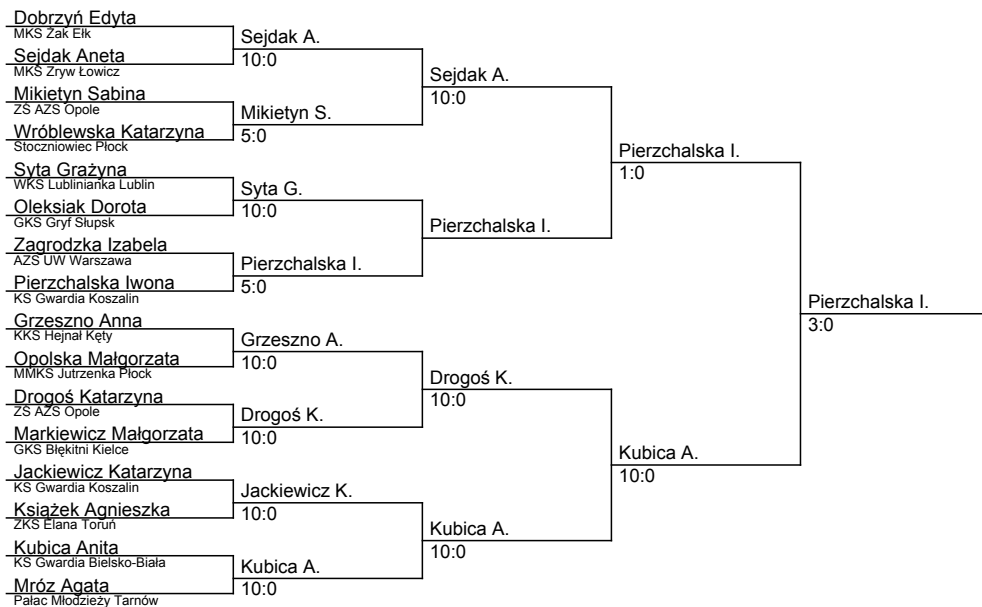 Dobrzyń Edyta
MKS Żak Ełk
Sejdak Aneta
MKS Zryw Łowicz
Mikietyn Sabina
ZS AZS Opole
Wróblewska Katarzyna
Stoczniowiec Płock
Syta Grażyna
WKS Lublinianka Lublin
Oleksiak Dorota
GKS Gryf Słupsk
Zagrodzka Izabela
AZS UW Warszawa
Pierzchalska Iwona
KS Gwardia Koszalin
Grzeszno Anna
KKS Hejnał Kęty
Opolska Małgorzata
MMKS Jutrzenka Płock
Drogoś Katarzyna
ZS AZS Opole
Markiewicz Małgorzata
GKS Błękitni Kielce
Jackiewicz Katarzyna
KS Gwardia Koszalin
Książek Agnieszka
ZKS Elana Toruń
Kubica Anita
KS Gwardia Bielsko-Biała
Mróz Agata
Pałac Młodzieży Tarnów
Sejdak A.
10:0
Mikietyn S.
5:0
Syta G.
10:0
Pierzchalska I.
5:0
Grzeszno A.
10:0
Drogoś K.
10:0
Jackiewicz K.
10:0
Kubica A.
10:0
Sejdak A.
10:0
Pierzchalska I.
Drogoś K.
10:0
Kubica A.
10:0
Pierzchalska I.
1:0
Kubica A.
10:0
Pierzchalska I.
3:0